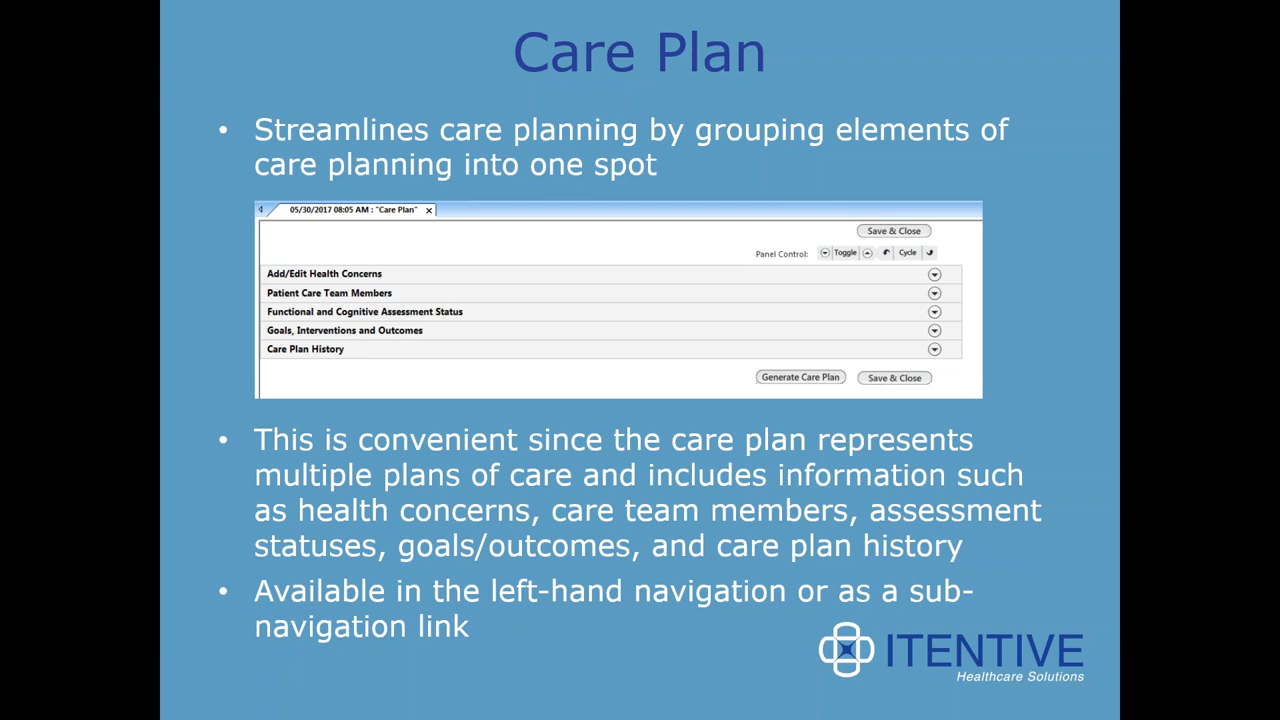 Care Plan
• Streamlines care planning by grouping elements of
care planning into one spot
05/30/2017 08:05 AM : "Care Plan" x
Save & Close
Panel Control: Toggle Cycle
Add/Edit Health Concerns
Patient Care Team Members
Functional and Cognitive Assessment Status
Goals, Interventions and Outcomes
Care Plan History
Generate Care Plan Save & Close
• This is convenient since the care plan represents
multiple plans of care and includes information such
as health concerns, care team members, assessment
statuses, goals/outcomes, and care plan history
• Available in the left-hand navigation or as a sub-
navigation link
ITENTIVE
Healthcare Solutions